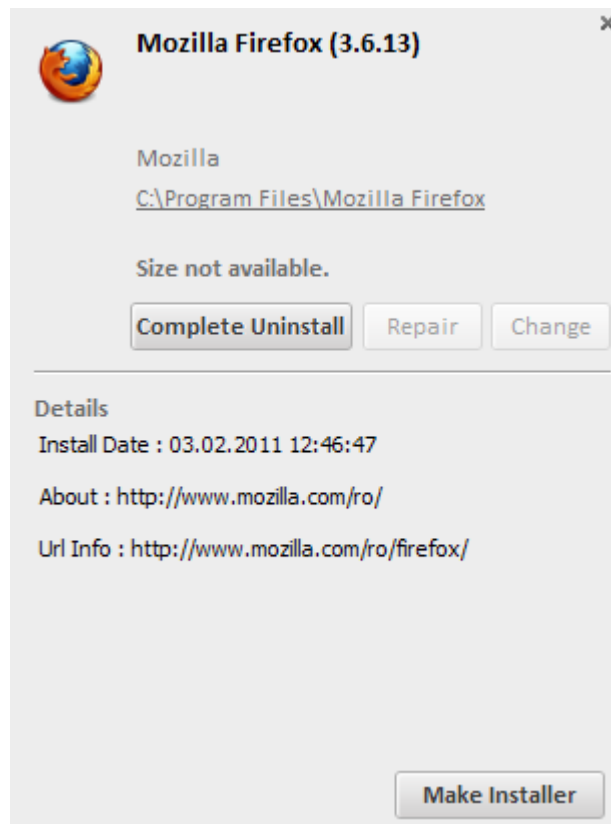 Mozilla Firefox (3.6.13)
Mozilla
C:\Program Files\Mozilla Firefox
Size not available.
Complete Uninstall Repair Change
Details
Install Date : 03.02.2011 12:46:47
About : http://www.mozilla.com/ro/
Url Info : http://www.mozilla.com/ro/firefox/
Make Installer